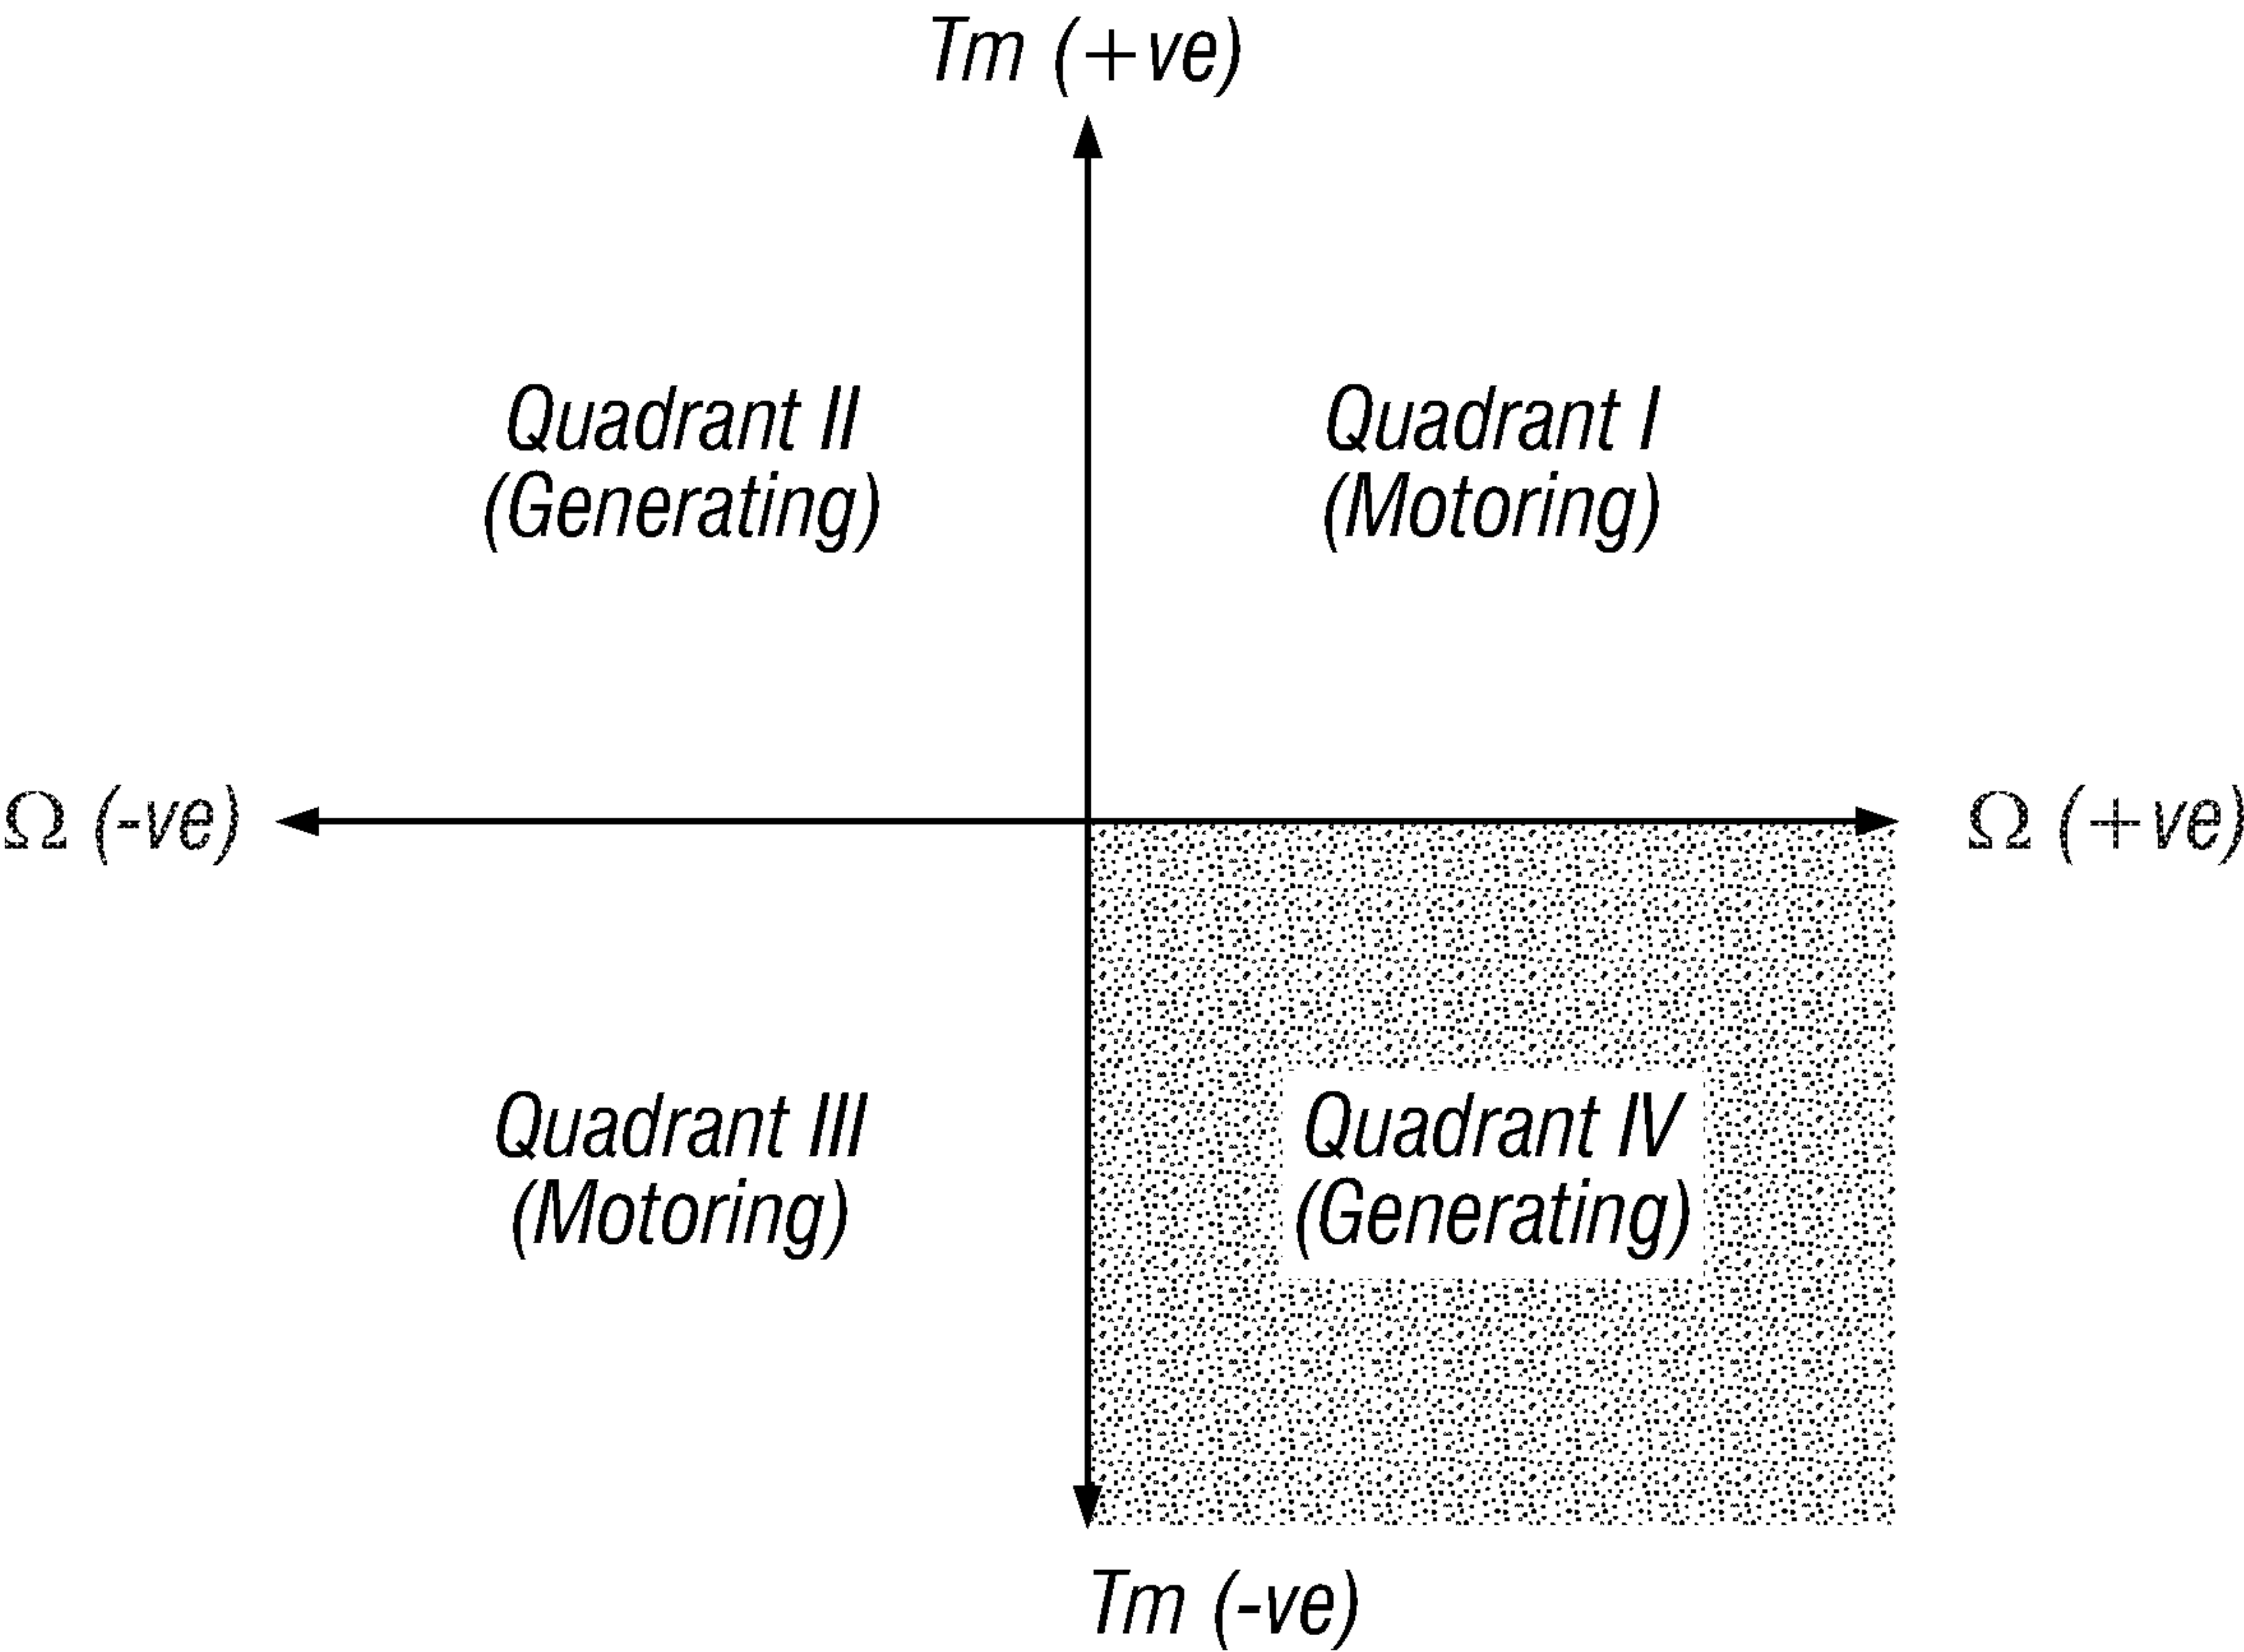 Tm (+ve)
Quadrant II
(Generating)
Quadrant I
(Motoring)
Ω (-ve)
Ω (+ve)
Quadrant III
(Motoring)
Quadrant IV
(Generating)
Tm (-ve)